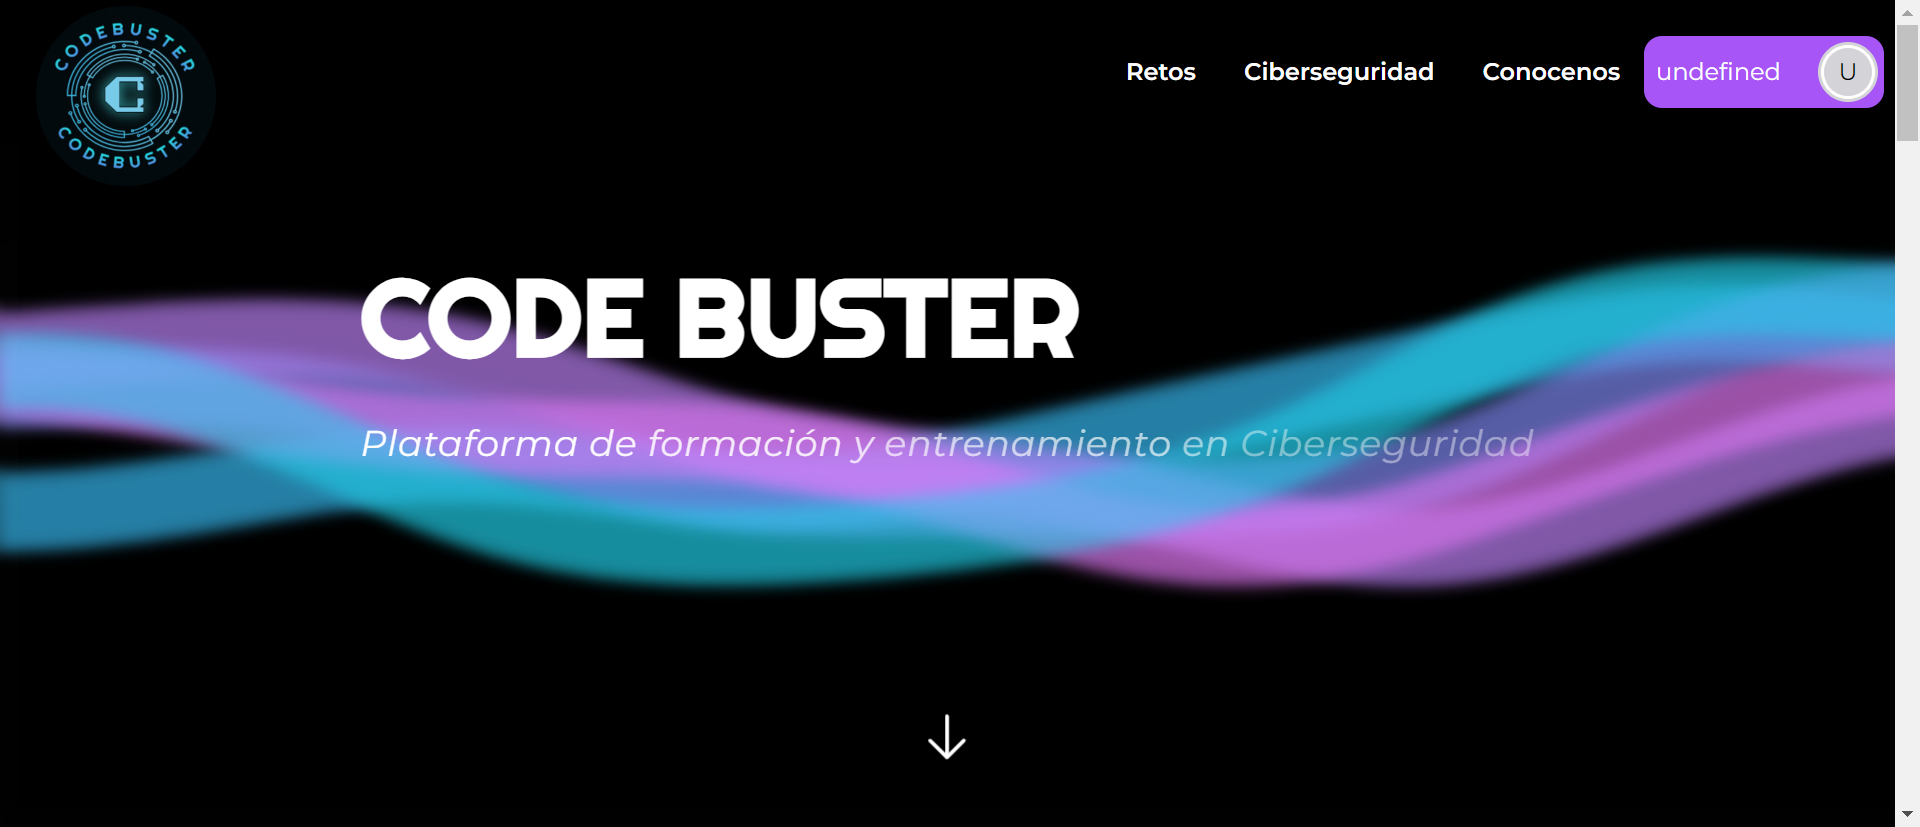 CODEBUSTER
C
CODEBUSTER
Retos Ciberseguridad Conocenos undefined U
CODE BUSTER
Plataforma de formación y entrenamiento en Ciberseguridad